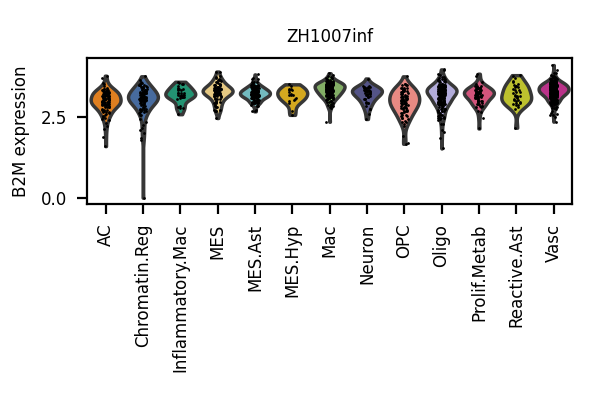 ZH1007inf
B2M expression
2.5
0.0
AC
Chromatin.Reg
Inflammatory.Mac
MES
MES.Ast
MES.Hyp
Mac
Neuron
OPC
Oligo
Prolif.Metab
Reactive.Ast
Vasc